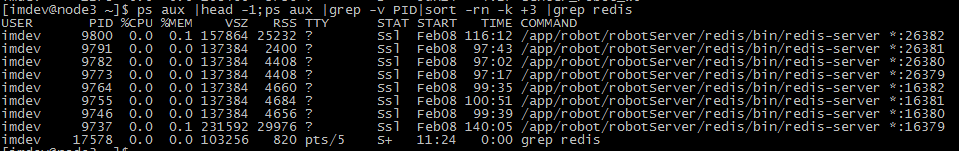 [imdev@node3 ~]$ ps aux |head -1;ps aux |grep -v PID|sort -rn -k +3 |grep redis
USER PID %CPU %MEM VSZ RSS TTY STAT START TIME COMMAND
imdev 9800 0.0 0.1 157864 25232 ? Ssl Feb08 116:12 /app/robot/robotServer/redis/bin/redis-server *:26382
imdev 9791 0.0 0.0 137384 2400 ? Ssl Feb08 97:43 /app/robot/robotServer/redis/bin/redis-server *:26381
imdev 9782 0.0 0.0 137384 4408 ? Ssl Feb08 97:02 /app/robot/robotServer/redis/bin/redis-server *:26380
imdev 9773 0.0 0.0 137384 4408 ? Ssl Feb08 97:17 /app/robot/robotServer/redis/bin/redis-server *:26379
imdev 9764 0.0 0.0 137384 4660 ? Ssl Feb08 99:35 /app/robot/robotServer/redis/bin/redis-server *:16382
imdev 9755 0.0 0.0 137384 4684 ? Ssl Feb08 100:51 /app/robot/robotServer/redis/bin/redis-server *:16381
imdev 9746 0.0 0.0 137384 4656 ? Ssl Feb08 99:39 /app/robot/robotServer/redis/bin/redis-server *:16380
imdev 9737 0.0 0.1 231592 29976 ? Ssl Feb08 140:05 /app/robot/robotServer/redis/bin/redis-server *:16379
imdev 17578 0.0 0.0 103256 820 pts/5 S+ 11:24 0:00 grep redis
[imdev@node3 ~]$